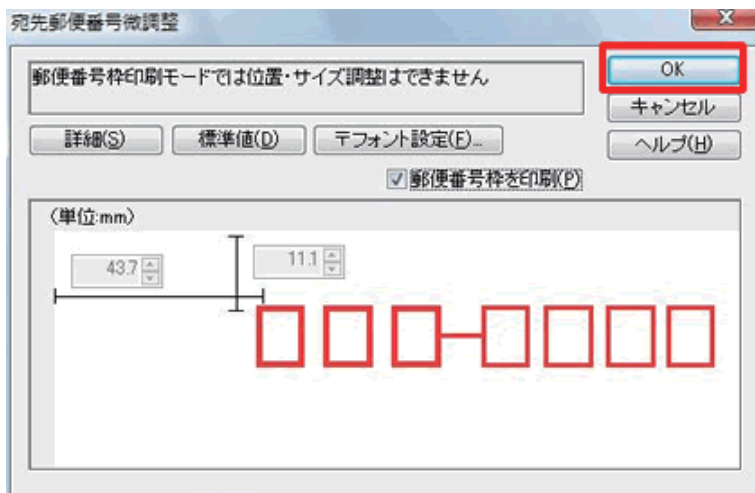 宛先郵便番号微調整
郵便番号枠印刷モードでは位置・サイズ調整はできません
OK
キャンセル
詳細(S)
標準値(D)
〒フォント設定(F)...
ヘルプ(H)
郵便番号枠を印刷(P)
(単位:mm)
43.7
11.1